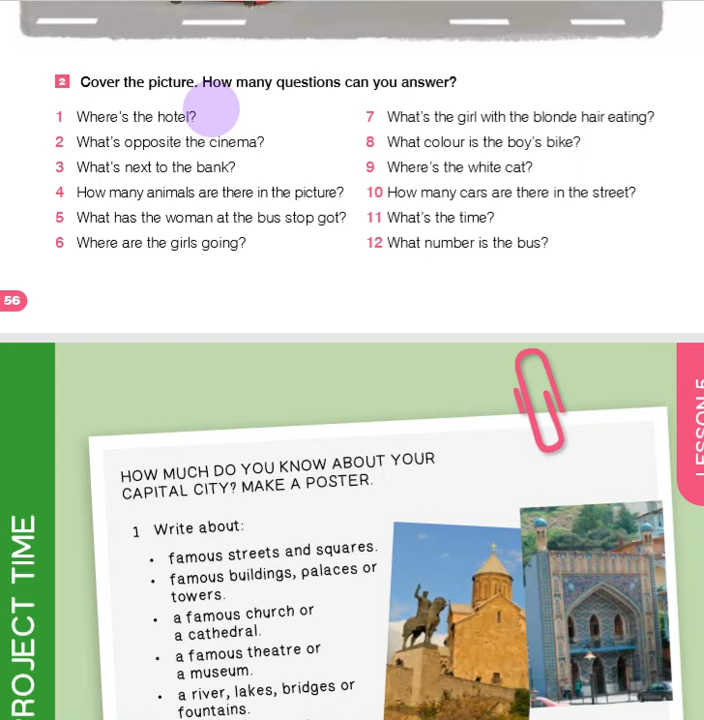 2 Cover the picture. How many questions can you answer?
1 Where's the hotel?
2 What's opposite the cinema?
3 What's next to the bank?
4 How many animals are there in the picture?
5 What has the woman at the bus stop got?
6 Where are the girls going?
7 What's the girl with the blonde hair eating?
8 What colour is the boy's bike?
9 Where's the white cat?
10 How many cars are there in the street?
11 What's the time?
12 What number is the bus?
56
PROJECT TIME
LESSON 5
HOW MUCH DO YOU KNOW ABOUT YOUR
CAPITAL CITY? MAKE A POSTER.
1 Write about:
• famous streets and squares.
• famous buildings, palaces or
towers.
• a famous church or
a cathedral.
• a famous theatre or
a museum.
• a river, lakes, bridges or
fountains.